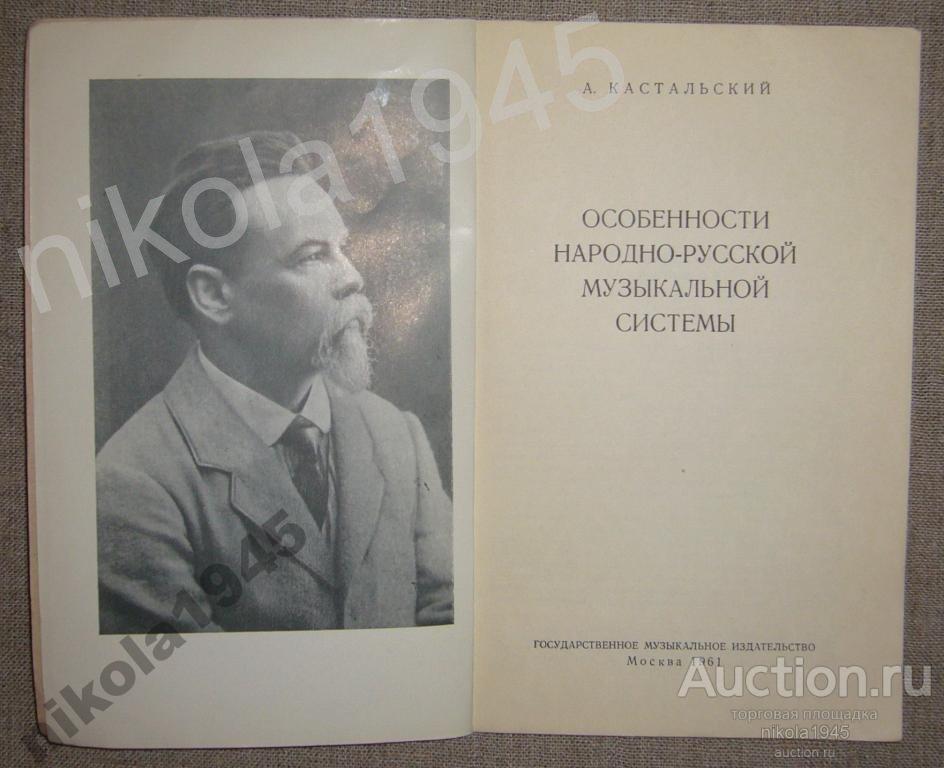 nikola1945
nikola1945
А. КАСТАЛЬСКИЙ
ОСОБЕННОСТИ
НАРОДНО-РУССКОЙ
МУЗЫКАЛЬНОЙ
СИСТЕМЫ
ГОСУДАРСТВЕННОЕ МУЗЫКАЛЬНОЕ ИЗДАТЕЛЬСТВО
Москва 1961
Auction.ru
торговая площадка
nikola1945
auction.ru